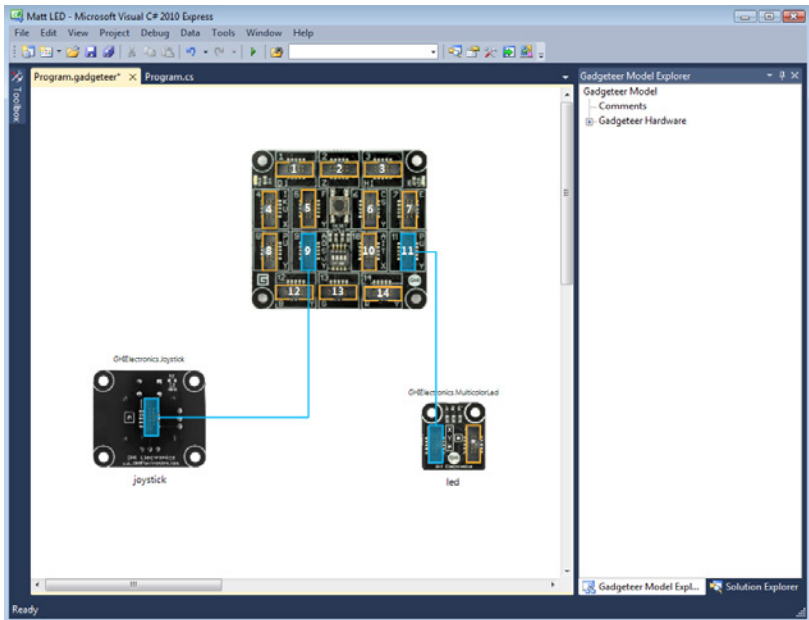 Matt LED - Microsoft Visual C# 2010 Express
File Edit View Project Debug Data Tools Window Help
Toolbox
Program.gadgeteer* Program.cs
1 2 3
4 5 6 7
8 9 10 11
12 13 14
GHIElectronics.Joystick
joystick
GHIElectronics.MulticolorLed
led
Gadgeteer Model Explorer
Gadgeteer Model
Comments
Gadgeteer Hardware
Gadgeteer Model Expl... Solution Explorer
Ready